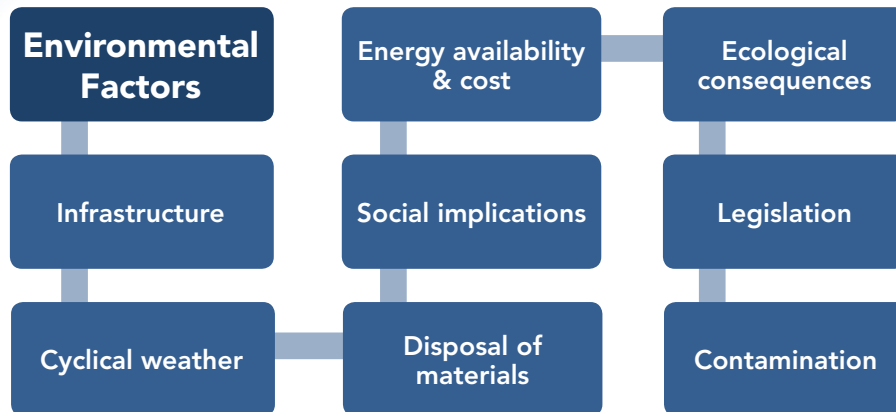 Environmental
Factors
Infrastructure
Cyclical weather
Disposal of
materials
Social implications
Energy availability
& cost
Ecological
consequences
Legislation
Contamination